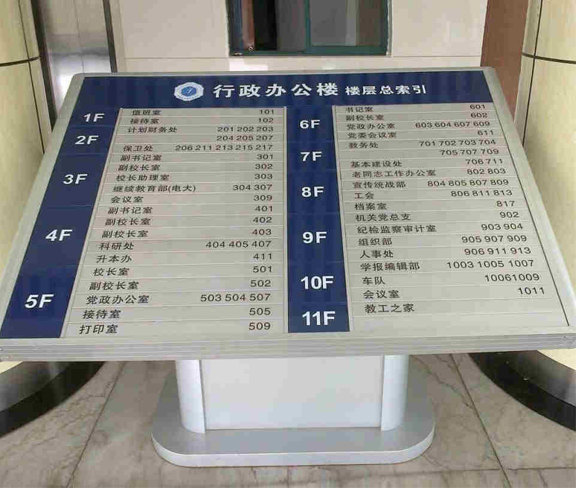 行政办公楼 楼层总索引
1F
值班室 101
接待室 102
2F
计划财务处 201 202 203
204 205 207
保卫处 206 211 213 215 217
3F
副书记室 301
副校长室 302
校长助理室 303
继续教育部(电大) 304 307
会议室 309
4F
副书记室 401
副校长室 402
副校长室 403
科研处 404 405 407
升本办 411
5F
校长室 501
副校长室 502
党政办公室 503 504 507
接待室 505
打印室 509
6F
书记室 601
副校长室 602
党政办公室 603 604 607 609
党委会议室 611
7F
教务处 701 702 703 704
705 707 709
基本建设处 708 711
8F
老同志工作办公室 802 803
宣传统战部 804 805 807 809
工会 806 811 813
档案室 817
9F
机关党总支 902
纪检监察审计室 903 904
组织部 905 907 909
人事处 906 911 913
10F
学报编辑部 1003 1005 1007
车队 10061009
会议室 1011
11F
教工之家